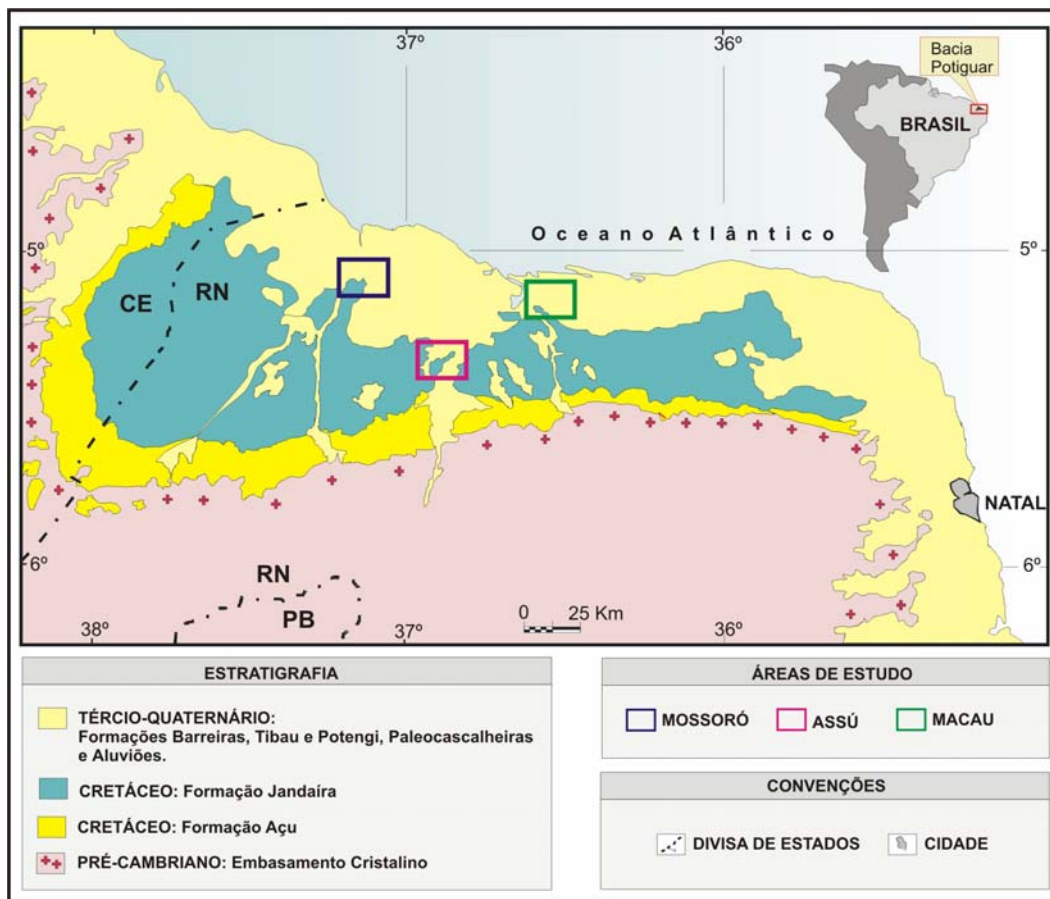 37º
36º
Bacia
Potiguar
BRASIL
Oceano Atlântico
5º
5º
CE
RN
NATAL
6º
6º
RN
PB
0 25 Km
38º
37º
36º
ESTRATIGRAFIA
TÉRCIO-QUATERNÁRIO:
Formações Barreiras, Tibau e Potengi, Paleocascalheiras
e Aluviões.
CRETÁCEO: Formação Jandaíra
CRETÁCEO: Formação Açu
PRÉ-CAMBRIANO: Embasamento Cristalino
ÁREAS DE ESTUDO
MOSSORÓ
ASSÚ
MACAU
CONVENÇÕES
DIVISA DE ESTADOS
CIDADE